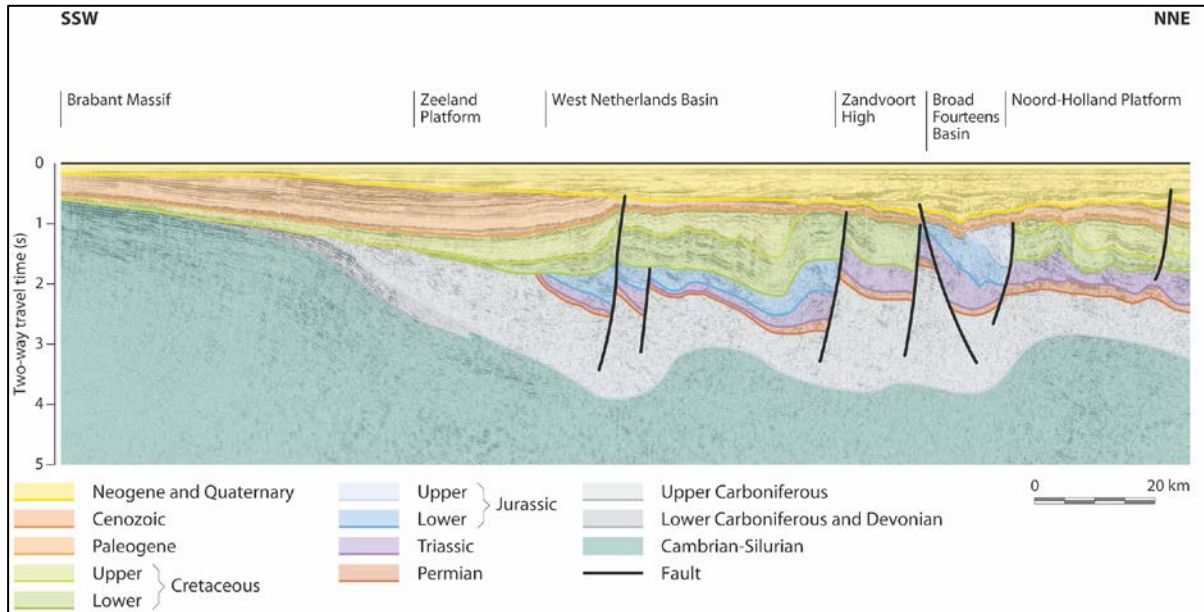 SSW
NNE
Brabant Massif
Zeeland
Platform
West Netherlands Basin
Zandvoort
High
Broad
Fourteens
Basin
Noord-Holland Platform
Two-way travel time (s)
0
1
2
3
4
5
Neogene and Quaternary
Cenozoic
Paleogene
Upper
Lower
Cretaceous
Upper
Lower
Jurassic
Triassic
Permian
Upper Carboniferous
Lower Carboniferous and Devonian
Cambrian-Silurian
Fault
0 20 km